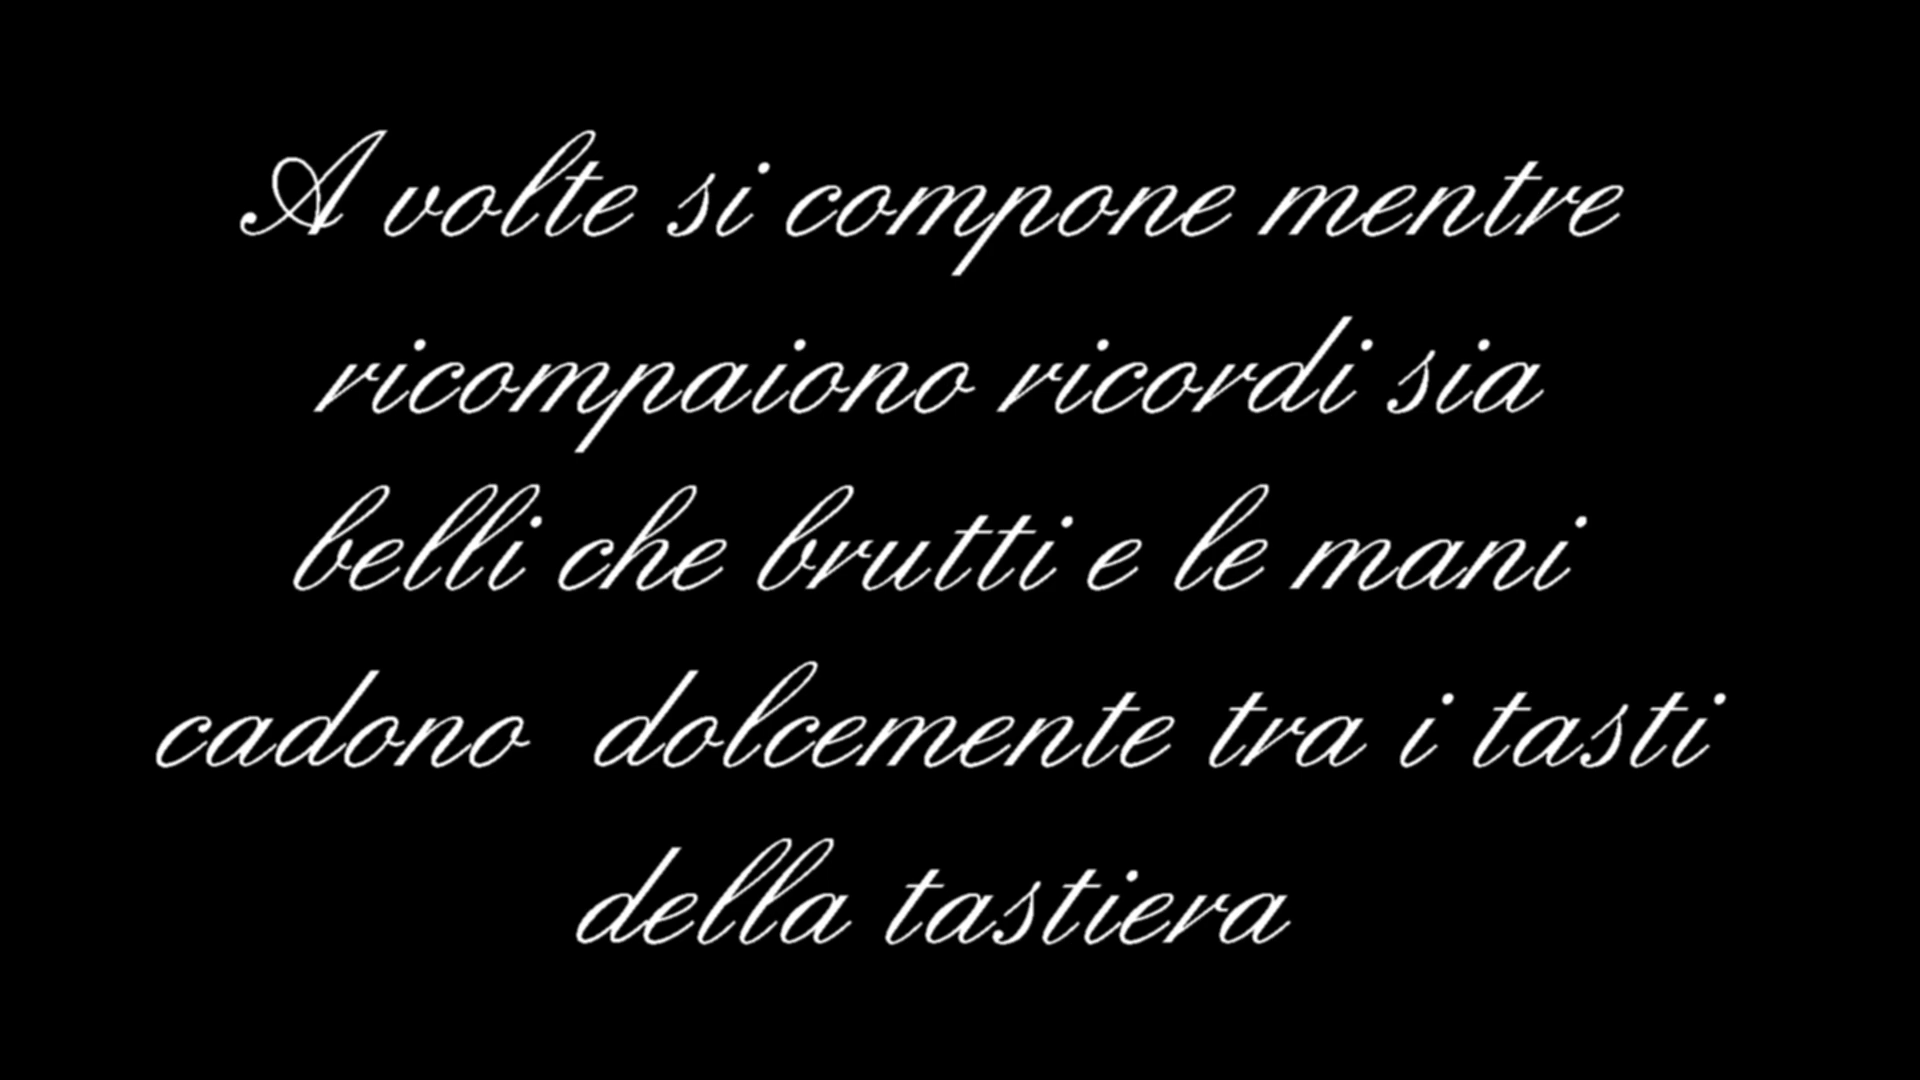 A volte si compone mentre
ricompaiono ricordi sia
belli che brutti e le mani
cadono dolcemente tra i tasti
della tastiera